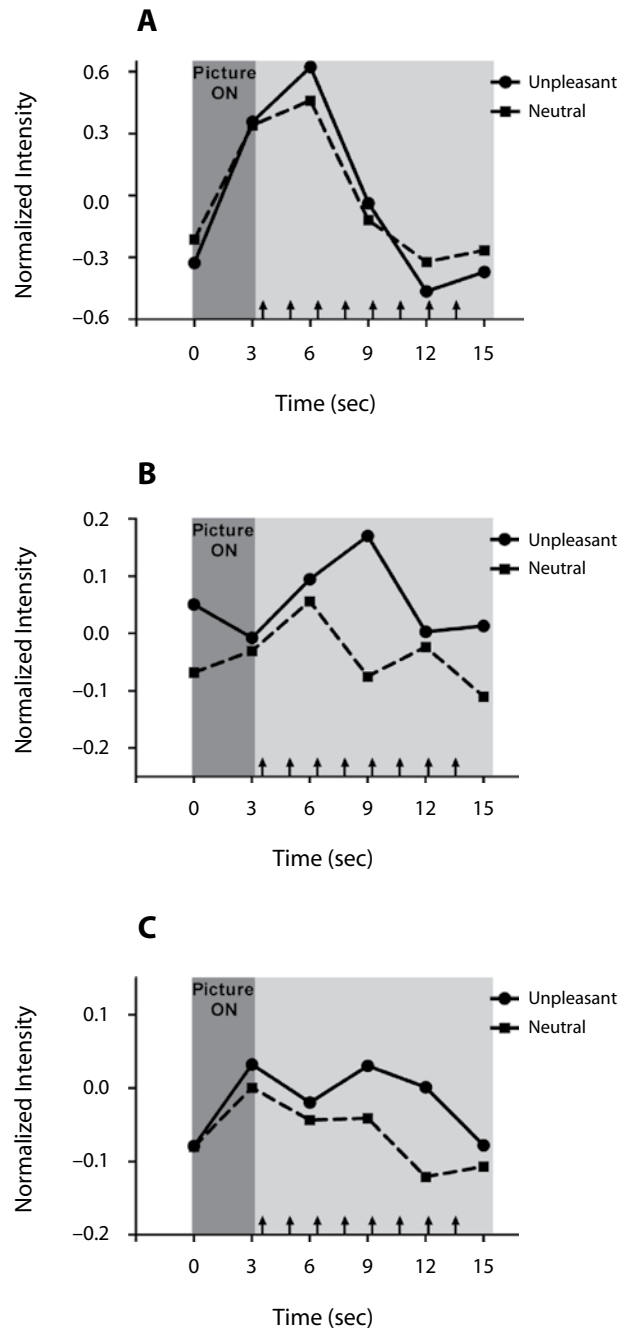 A
Normalized Intensity
0.6
0.3
0.0
−0.3
−0.6
Picture
ON
Unpleasant
Neutral
0 3 6 9 12 15
Time (sec)
B
Normalized Intensity
0.2
0.1
0.0
−0.1
−0.2
Picture
ON
Unpleasant
Neutral
0 3 6 9 12 15
Time (sec)
C
Normalized Intensity
0.1
0.0
−0.1
−0.2
Picture
ON
Unpleasant
Neutral
0 3 6 9 12 15
Time (sec)